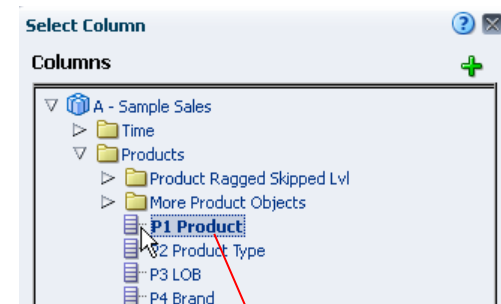 Select Column
Columns
A - Sample Sales
Time
Products
Product Ragged Skipped Lvl
More Product Objects
P1 Product
P2 Product Type
P3 LOB
P4 Brand